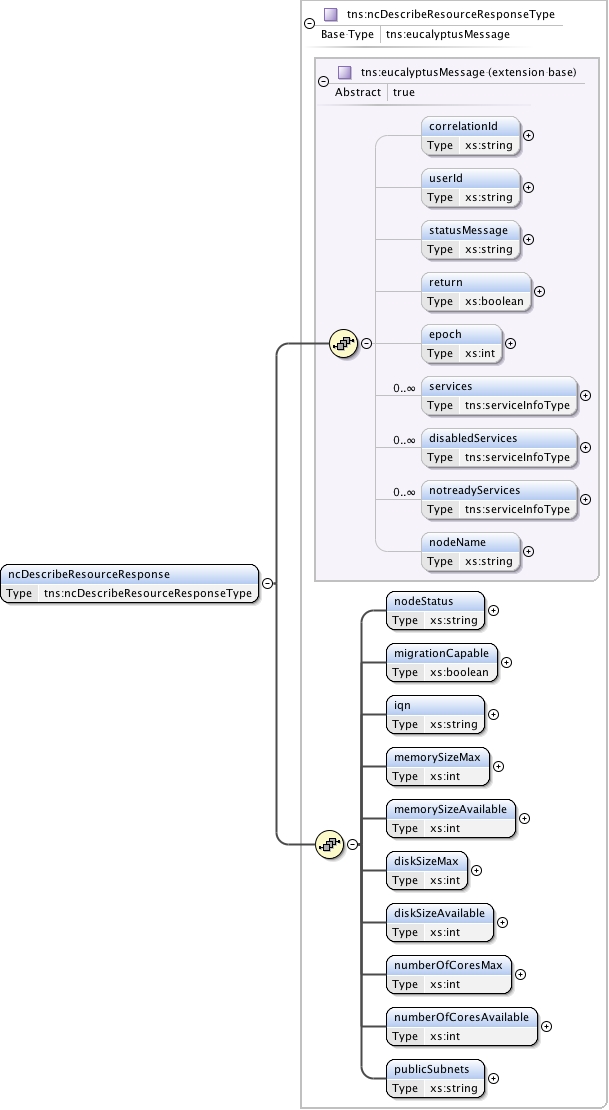 tns:ncDescribeResourceResponseType
Base Type tns:eucalyptusMessage
tns:eucalyptusMessage (extension base)
Abstract true
correlationId
Type xs:string
userId
Type xs:string
statusMessage
Type xs:string
return
Type xs:boolean
epoch
Type xs:int
0..∞ services
Type tns:serviceInfoType
0..∞ disabledServices
Type tns:serviceInfoType
0..∞ notreadyServices
Type tns:serviceInfoType
nodeName
Type xs:string
ncDescribeResourceResponse
Type tns:ncDescribeResourceResponseType
nodeStatus
Type xs:string
migrationCapable
Type xs:boolean
iqn
Type xs:string
memorySizeMax
Type xs:int
memorySizeAvailable
Type xs:int
diskSizeMax
Type xs:int
diskSizeAvailable
Type xs:int
numberOfCoresMax
Type xs:int
numberOfCoresAvailable
Type xs:int
publicSubnets
Type xs:string